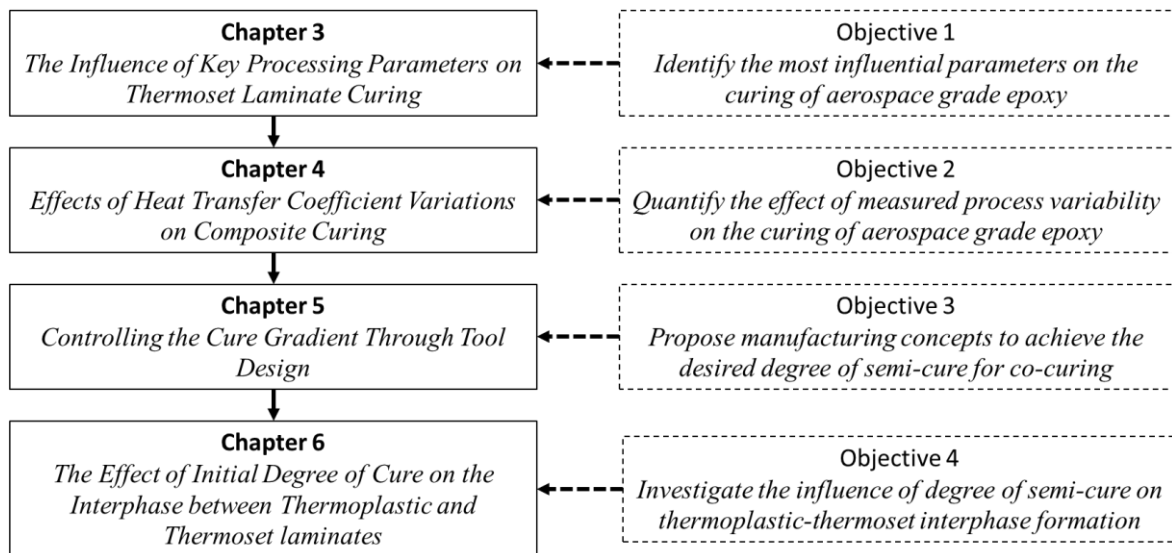 Chapter 3
The Influence of Key Processing Parameters on
Thermoset Laminate Curing
Objective 1
Identify the most influential parameters on the
curing of aerospace grade epoxy
Chapter 4
Effects of Heat Transfer Coefficient Variations
on Composite Curing
Objective 2
Quantify the effect of measured process variability
on the curing of aerospace grade epoxy
Chapter 5
Controlling the Cure Gradient Through Tool
Design
Objective 3
Propose manufacturing concepts to achieve the
desired degree of semi-cure for co-curing
Chapter 6
The Effect of Initial Degree of Cure on the
Interphase between Thermoplastic and
Thermoset laminates
Objective 4
Investigate the influence of degree of semi-cure on
thermoplastic-thermoset interphase formation